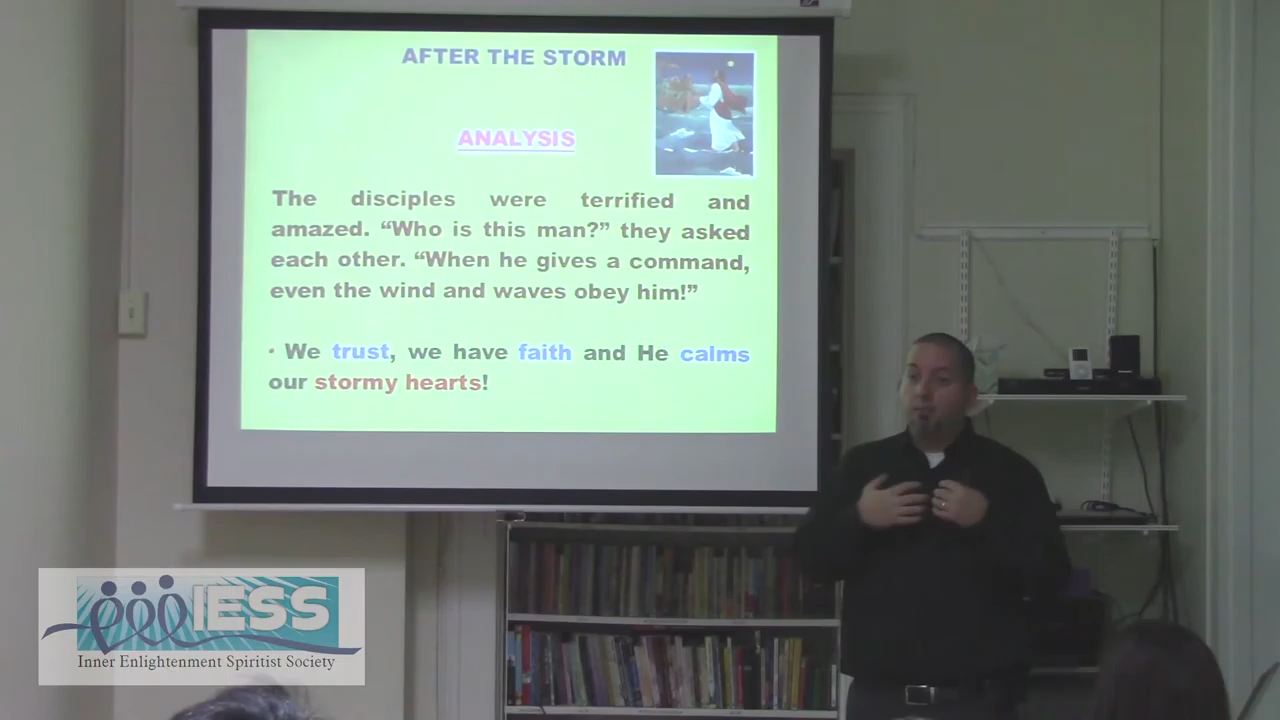 AFTER THE STORM
ANALYSIS
The disciples were terrified and
amazed. “Who is this man?” they asked
each other. “When he gives a command,
even the wind and waves obey him!”
• We trust, we have faith and He calms
our stormy hearts!
IESS
Inner Enlightenment Spiritist Society